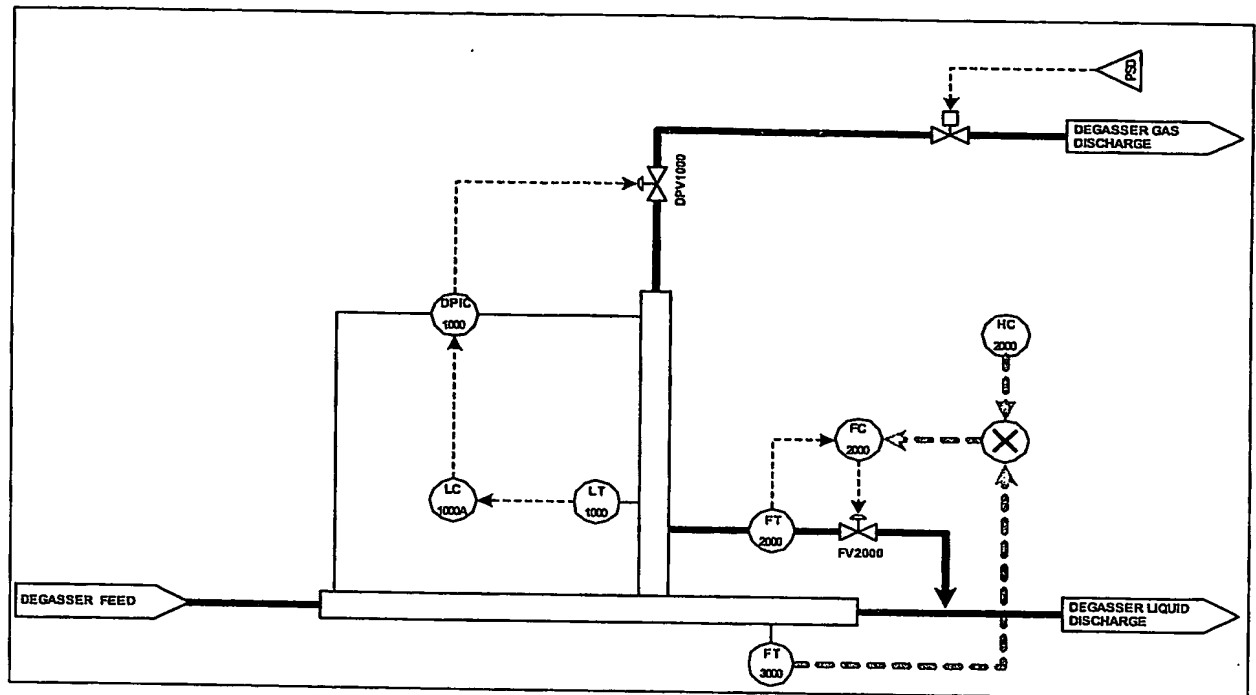 PSD
DEGASSER GAS
DISCHARGE
DPV1000
DPIC
1000
HC
2000
FC
2000
LC
1000A
LT
1000
FT
2000
FV2000
DEGASSER FEED
DEGASSER LIQUID
DISCHARGE
FT
3000